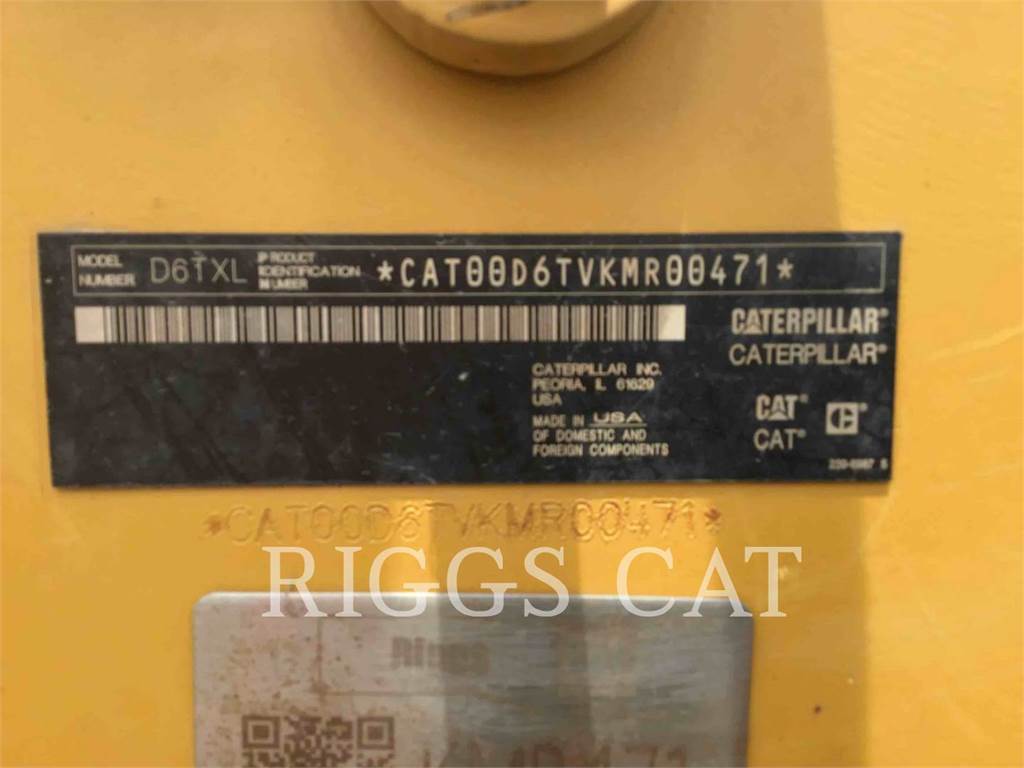 MODEL NUMBER D6TXL PRODUCT IDENTIFICATION NUMBER *CAT00D6TVKMR00471*
CATERPILLAR®
CATERPILLAR®
CATERPILLAR INC.
PEORIA, IL 61629
USA
MADE IN USA
OF DOMESTIC AND
FOREIGN COMPONENTS
CAT®
CAT®
*CAT00D6TVKMR00471*
RIGGS CAT
Riggs